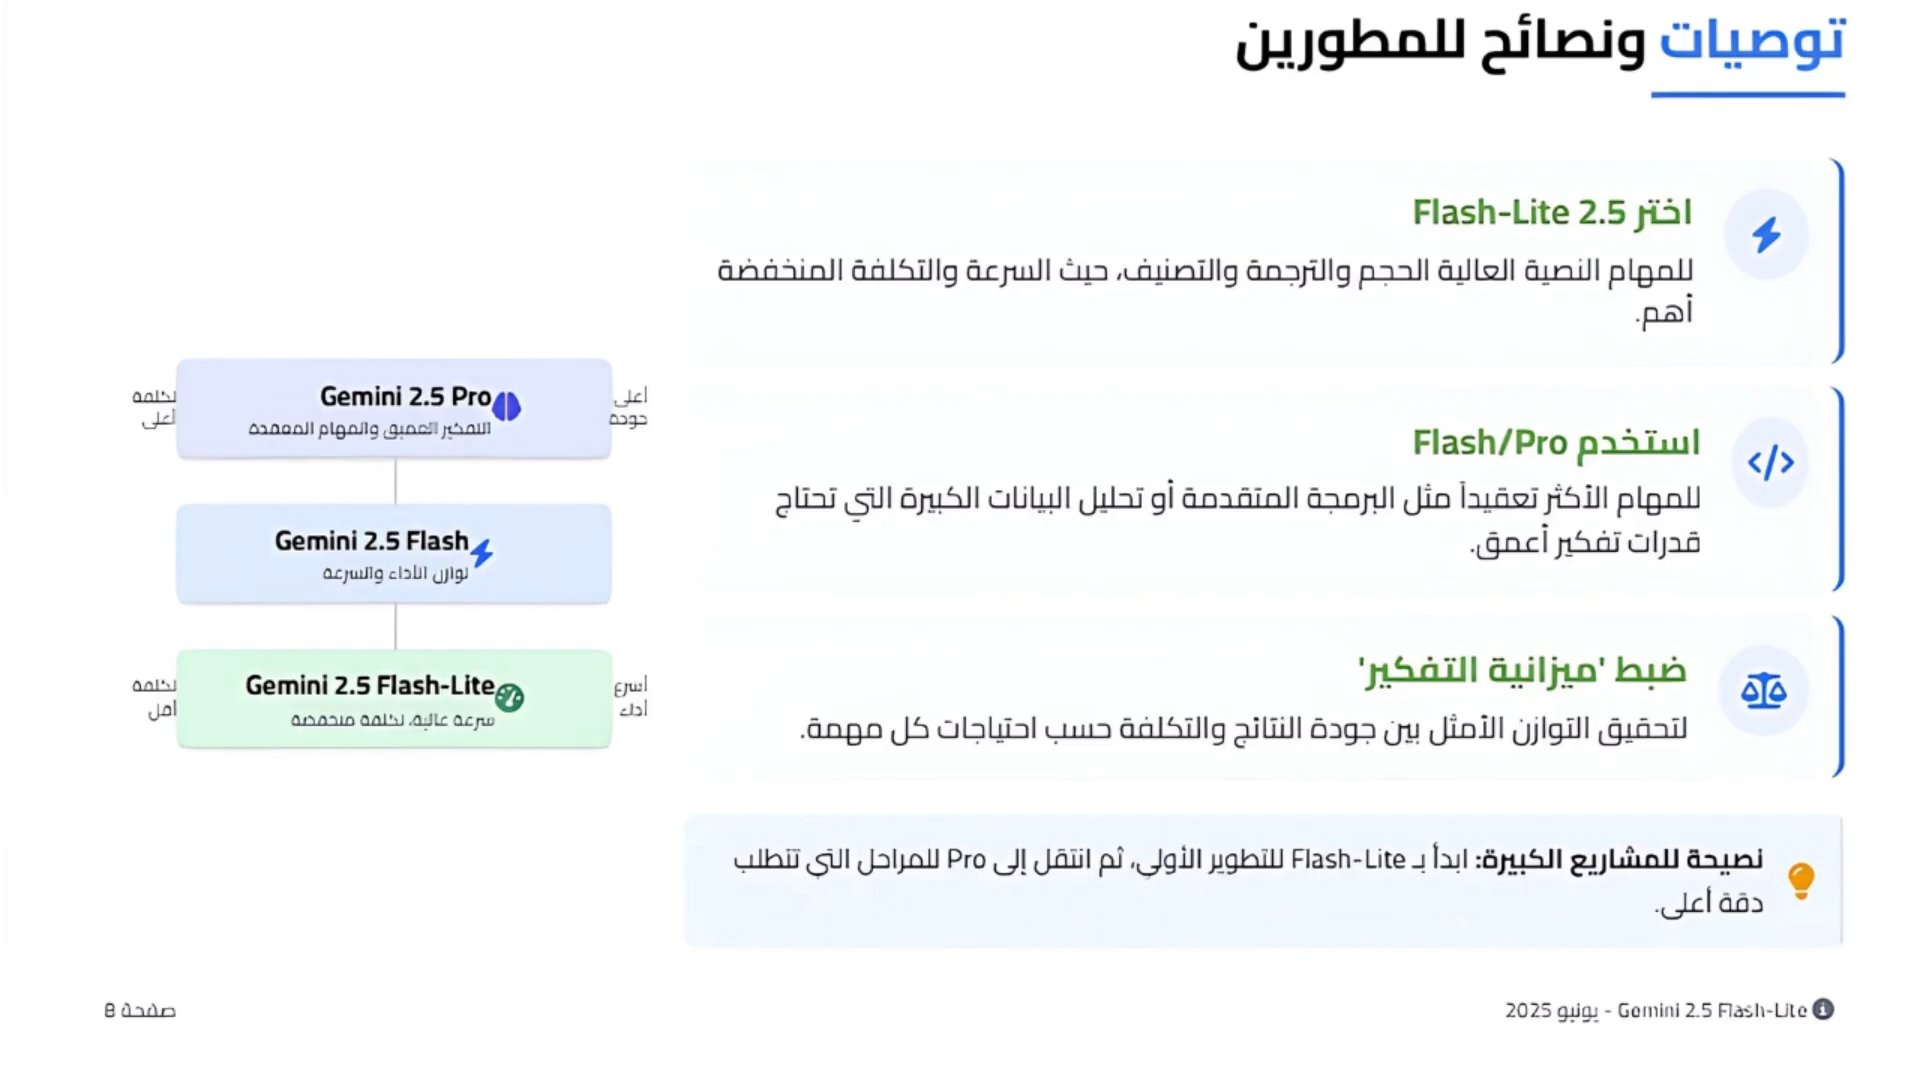 توصيات ونصائح للمطورين
اختر Flash-Lite 2.5
للمهام النصية العالية الحجم والترجمة والتصنيف، حيث السرعة والتكلفة المنخفضة
أهم.
استخدم Flash/Pro
للمهام الأكثر تعقيداً مثل البرمجة المتقدمة أو تحليل البيانات الكبيرة التي تحتاج
قدرات تفكير أعمق.
ضبط 'ميزانية التفكير'
لتحقيق التوازن الأمثل بين جودة النتائج والتكلفة حسب احتياجات كل مهمة.
نصيحة للمشاريع الكبيرة: ابدأ بـ Flash-Lite للتطوير الأولي، ثم انتقل إلى Pro للمراحل التي تتطلب
دقة أعلى.
أعلى
جودة
Gemini 2.5 Pro
التفكير العميق والمهام المعقدة
تكلفة
أعلى
Gemini 2.5 Flash
توازن الأداء والسرعة
أسرع
أداء
Gemini 2.5 Flash-Lite
سرعة عالية، تكلفة منخفضة
تكلفة
أقل
Gemini 2.5 Flash-Lite - يونيو 2025
صفحة 8